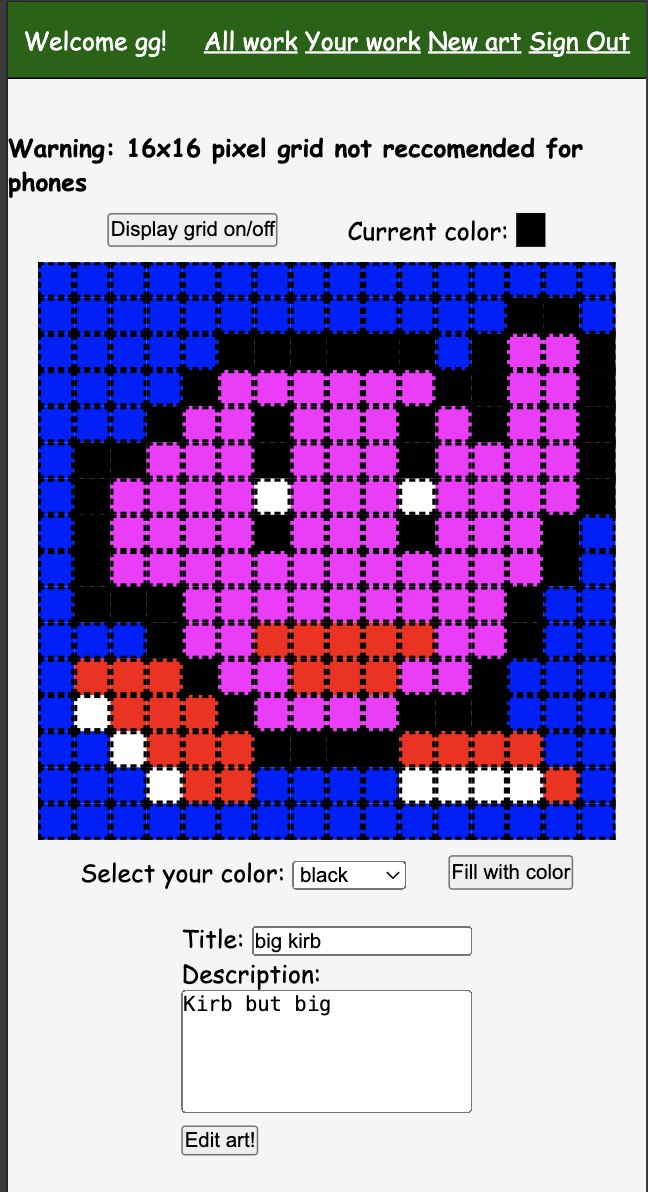 Welcome gg! All work Your work New art Sign Out
Warning: 16x16 pixel grid not reccomended for
phones
Display grid on/off Current color:
Select your color: black Fill with color
Title: big kirb
Description:
Kirb but big
Edit art!